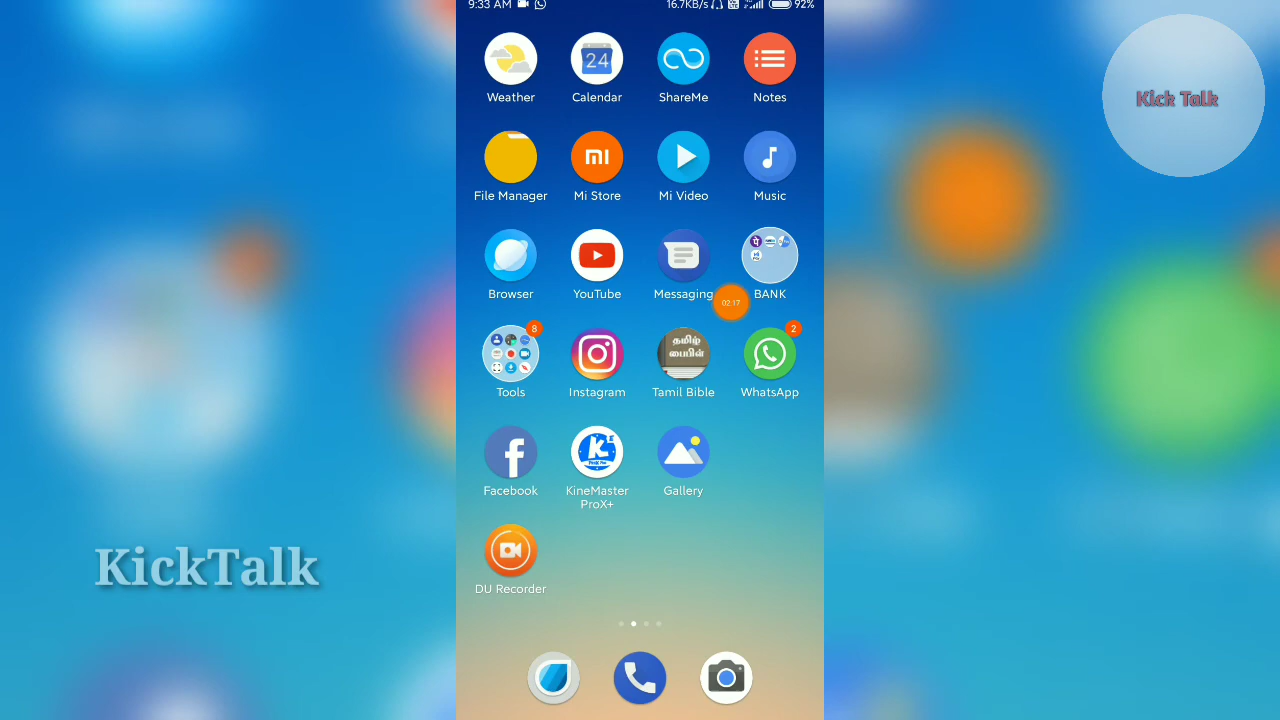 9:33 AM 16.7KB/s 92%
Kick Talk
24
Weather Calendar ShareMe Notes
File Manager Mi Store Mi Video Music
Browser YouTube Messaging BANK
02:17
8
2
தமிழ்
பைபிள்
Tools Instagram Tamil Bible WhatsApp
Facebook KineMaster Gallery
ProX+
KickTalk
DU Recorder